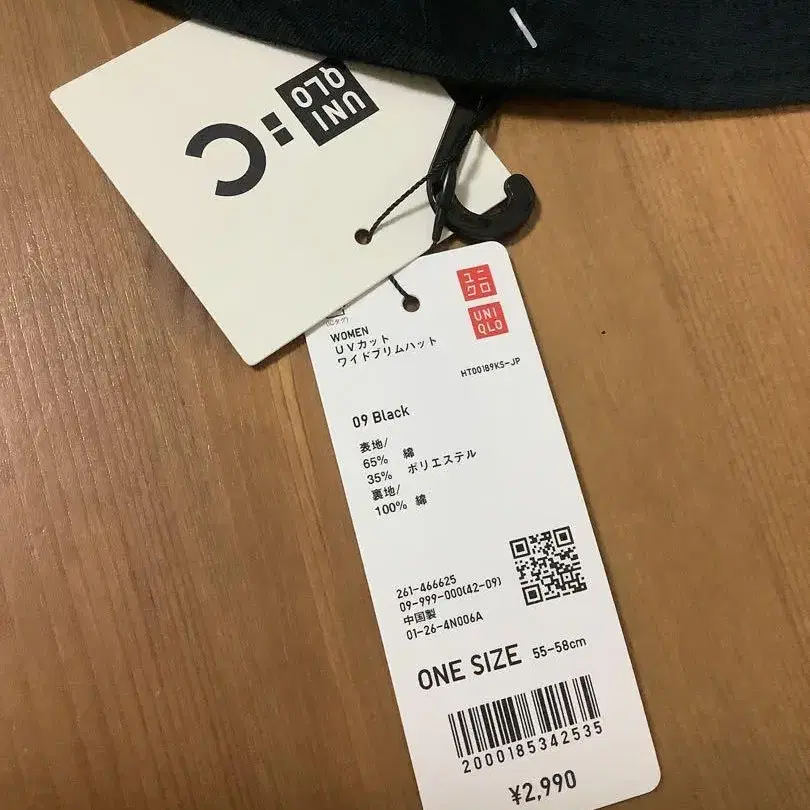 UNI
QLO
:C
ユニ
クロ
UNI
QLO
WOMEN
UVカット
ワイドブリムハット
HT00189KS-JP
09 Black
表地/
65% 綿
35% ポリエステル
裏地/
100% 綿
261-466625
09-999-000(42-09)
中国製
01-26-4N006A
ONE SIZE 55-58cm
2000185342535
¥2,990